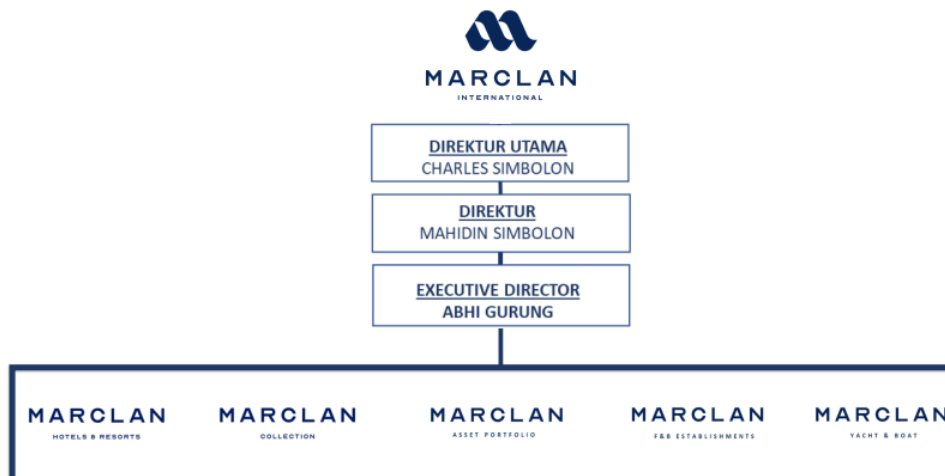 MARCLAN
INTERNATIONAL
DIREKTUR UTAMA
CHARLES SIMBOLON
DIREKTUR
MAHIDIN SIMBOLON
EXECUTIVE DIRECTOR
ABHI GURUNG
MARCLAN
HOTELS & RESORTS
MARCLAN
COLLECTION
MARCLAN
ASSET PORTFOLIO
MARCLAN
F&B ESTABLISHMENTS
MARCLAN
YACHT & BOAT